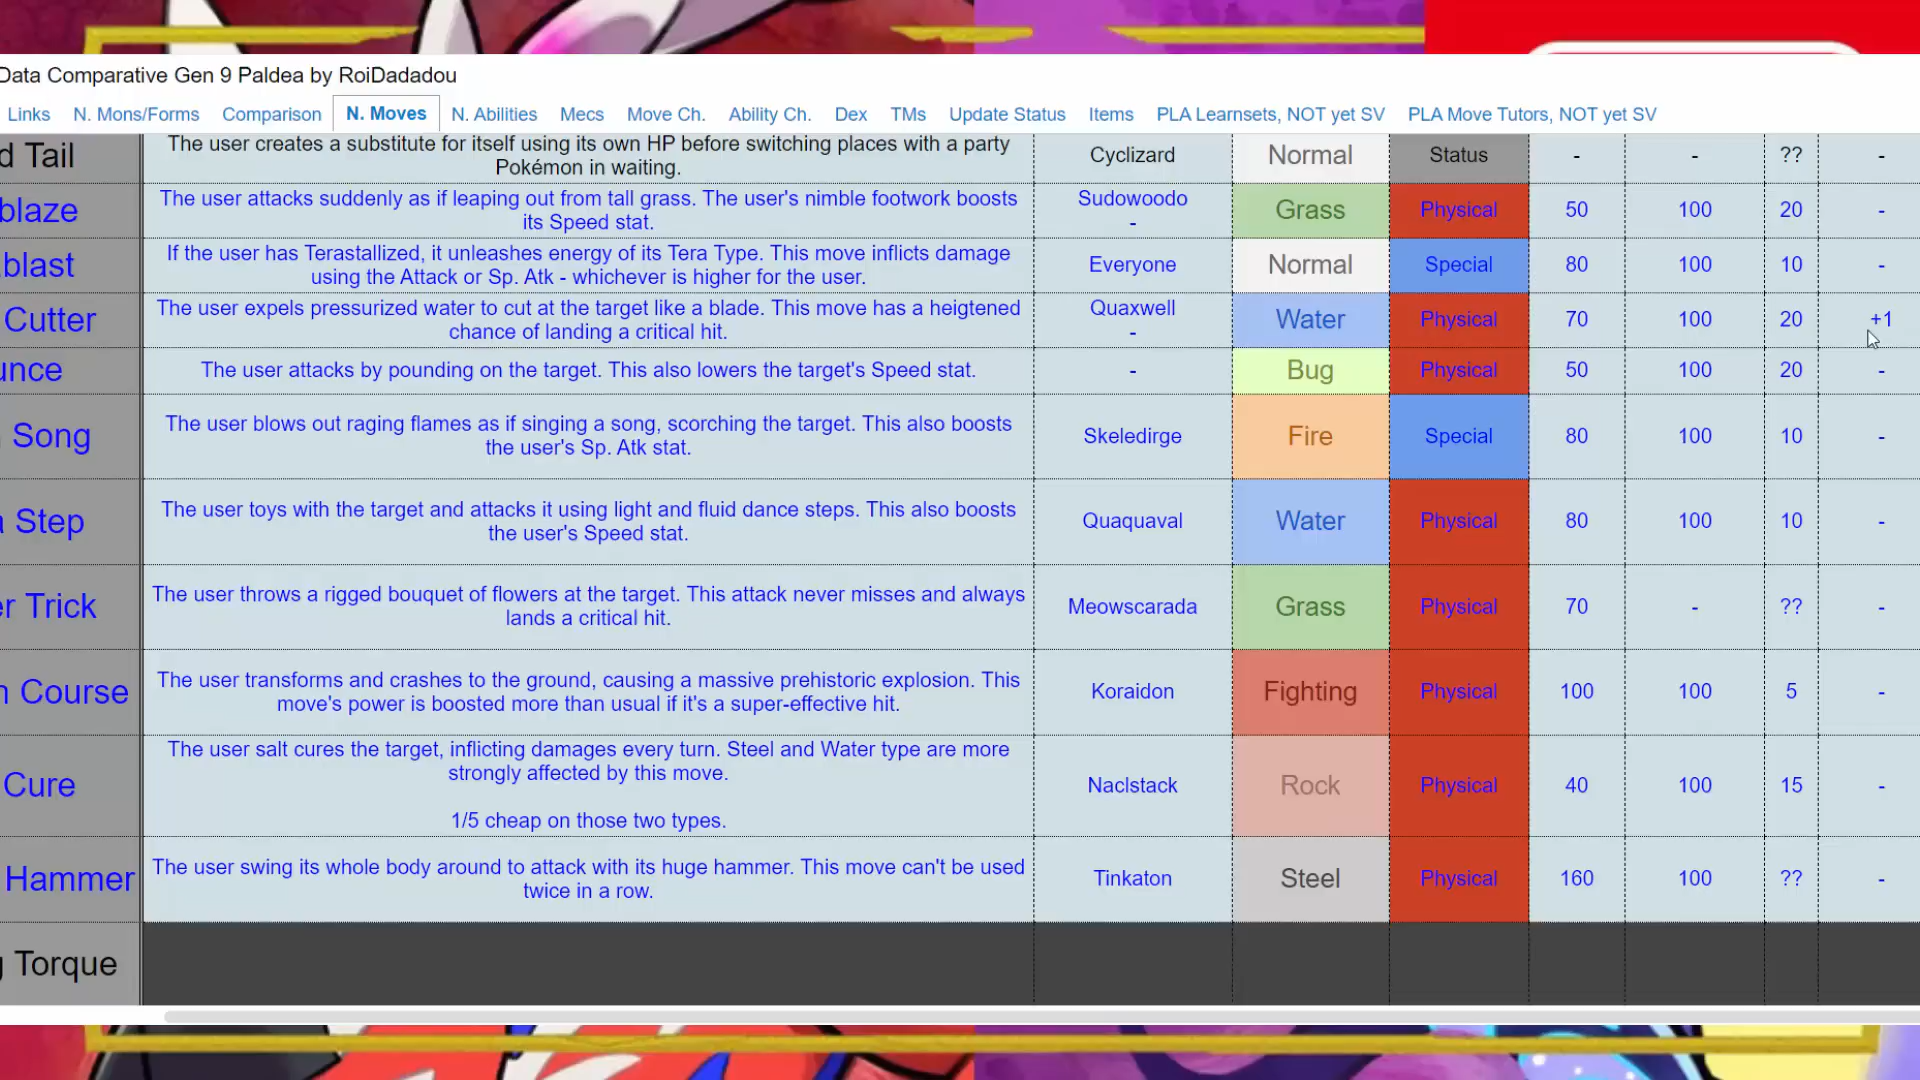 Data Comparative Gen 9 Paldea by RoiDadadou
Links N. Mons/Forms Comparison N. Moves N. Abilities Mecs Move Ch. Ability Ch. Dex TMs Update Status Items PLA Learnsets, NOT yet SV PLA Move Tutors, NOT yet SV
d Tail
The user creates a substitute for itself using its own HP before switching places with a party
Pokémon in waiting.
Cyclizard Normal Status - - ?? -
blaze
The user attacks suddenly as if leaping out from tall grass. The user's nimble footwork boosts
its Speed stat.
Sudowoodo
-
Grass Physical 50 100 20 -
blast
If the user has Terastallized, it unleashes energy of its Tera Type. This move inflicts damage
using the Attack or Sp. Atk - whichever is higher for the user.
Everyone Normal Special 80 100 10 -
Cutter
The user expels pressurized water to cut at the target like a blade. This move has a heigtened
chance of landing a critical hit.
Quaxwell
-
Water Physical 70 100 20 +1
unce
The user attacks by pounding on the target. This also lowers the target's Speed stat.
- Bug Physical 50 100 20 -
Song
The user blows out raging flames as if singing a song, scorching the target. This also boosts
the user's Sp. Atk stat.
Skeledirge Fire Special 80 100 10 -
a Step
The user toys with the target and attacks it using light and fluid dance steps. This also boosts
the user's Speed stat.
Quaquaval Water Physical 80 100 10 -
er Trick
The user throws a rigged bouquet of flowers at the target. This attack never misses and always
lands a critical hit.
Meowscarada Grass Physical 70 - ?? -
n Course
The user transforms and crashes to the ground, causing a massive prehistoric explosion. This
move's power is boosted more than usual if it's a super-effective hit.
Koraidon Fighting Physical 100 100 5 -
Cure
The user salt cures the target, inflicting damages every turn. Steel and Water type are more
strongly affected by this move.
1/5 cheap on those two types.
Naclstack Rock Physical 40 100 15 -
Hammer
The user swing its whole body around to attack with its huge hammer. This move can't be used
twice in a row.
Tinkaton Steel Physical 160 100 ?? -
g Torque